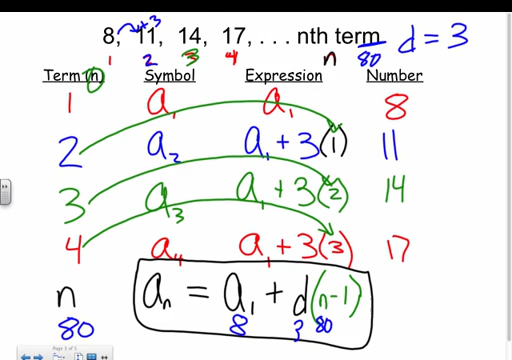 8, 11, 14, 17, . . . nth term d = 3
+3
1 2 3 4 n 80
Term (n) Symbol Expression Number
1 a₁ a₁ 8
2 a₂ a₁ + 3(1) 11
3 a₃ a₁ + 3(2) 14
4 a₄ a₁ + 3(3) 17
n aₙ = a₁ + d(n-1)
80 8 3 80